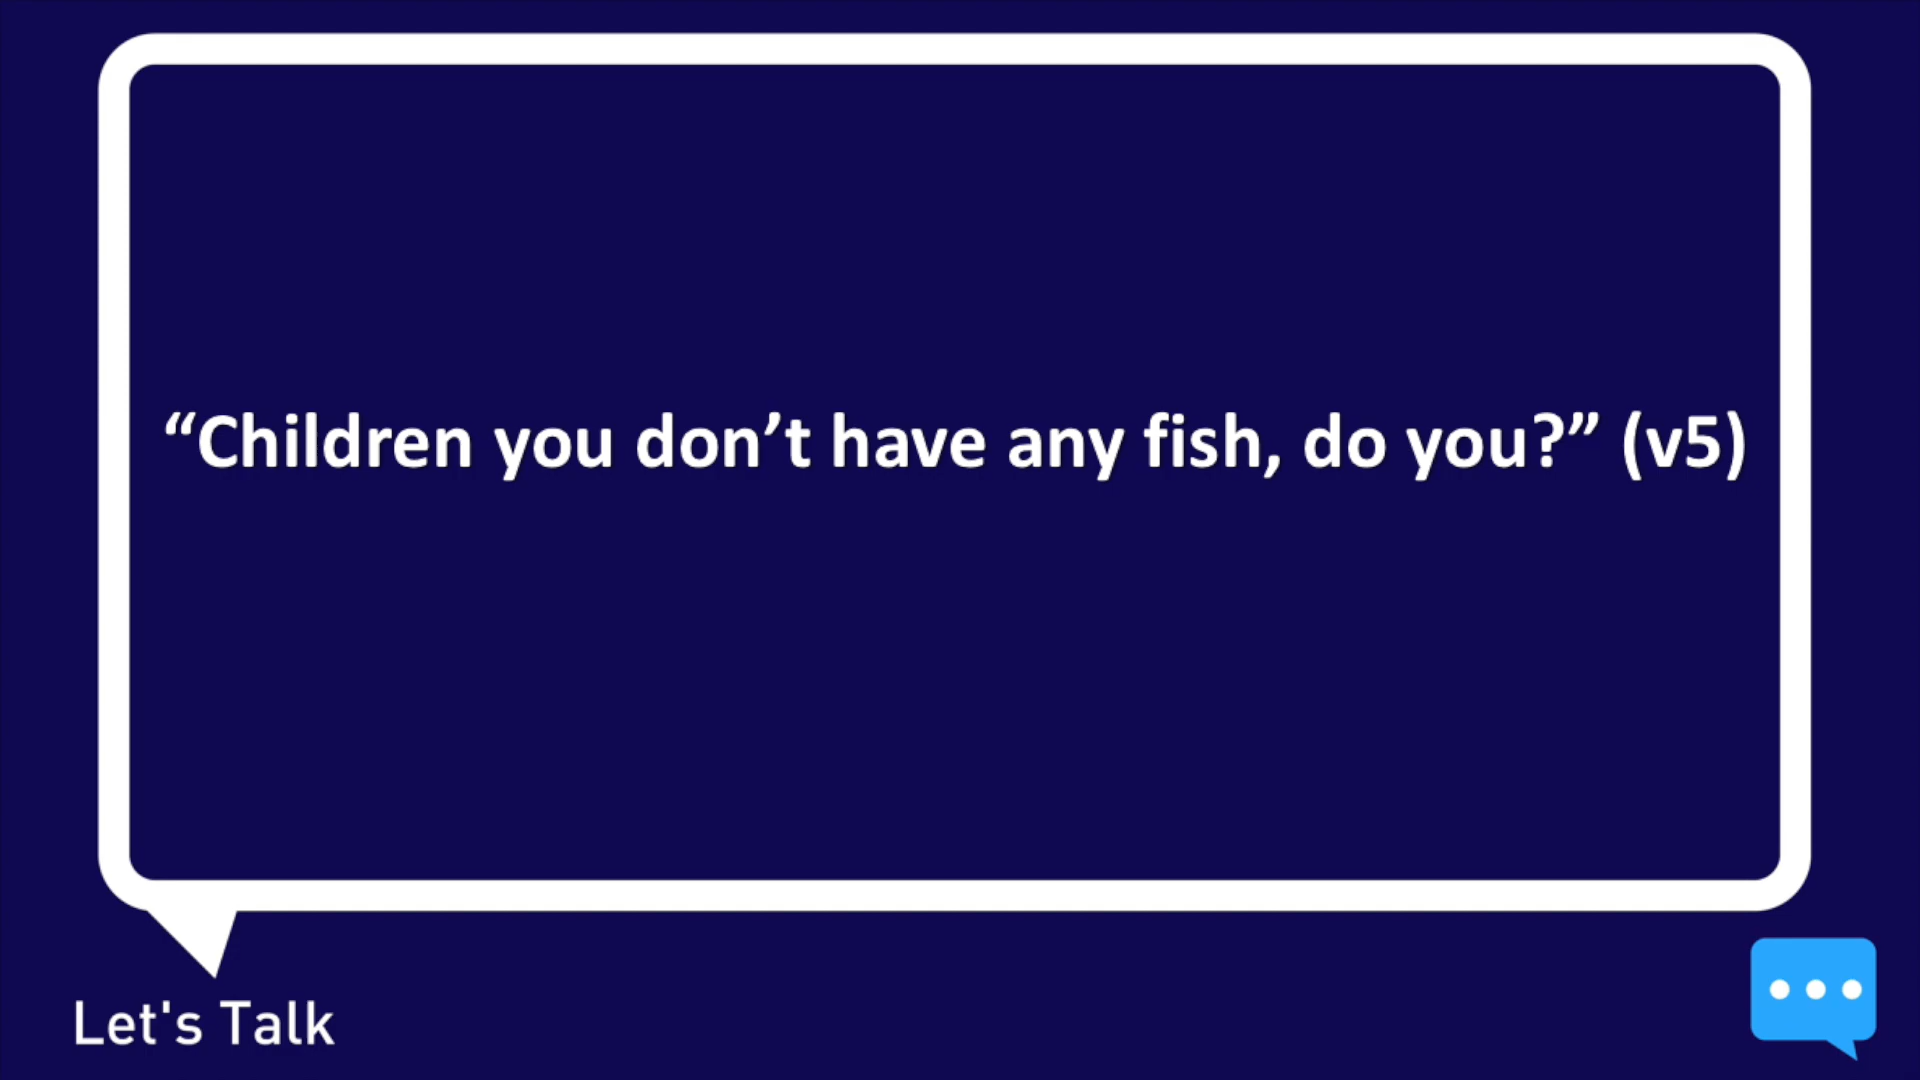 “Children you don’t have any fish, do you?” (v5)
Let's Talk